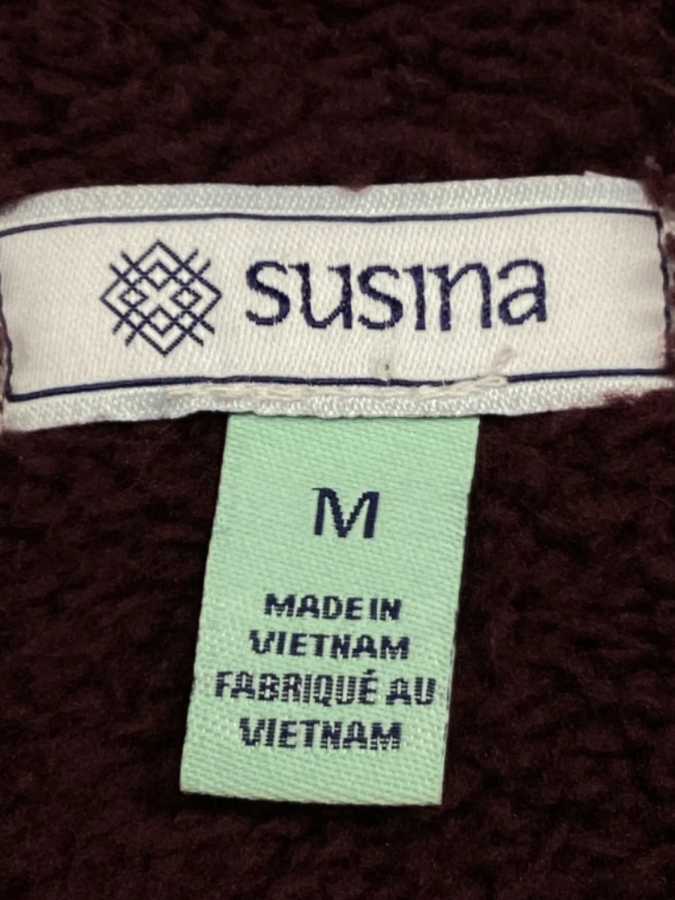 susina
M
MADE IN
VIETNAM
FABRIQUÉ AU
VIETNAM